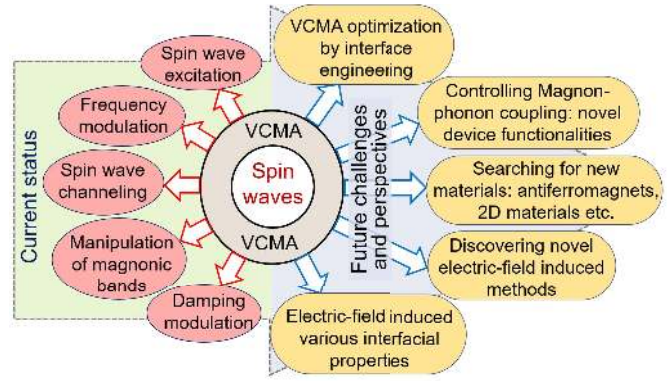 Current status
Spin wave
excitation
Frequency
modulation
Spin wave
channeling
Manipulation
of magnonic
bands
Damping
modulation
VCMA
Spin
waves
VCMA
Future challenges
and perspectives
VCMA optimization
by interface
engineering
Controlling Magnon-
phonon coupling: novel
device functionalities
Searching for new
materials: antiferromagnets,
2D materials etc.
Discovering novel
electric-field induced
methods
Electric-field induced
various interfacial
properties